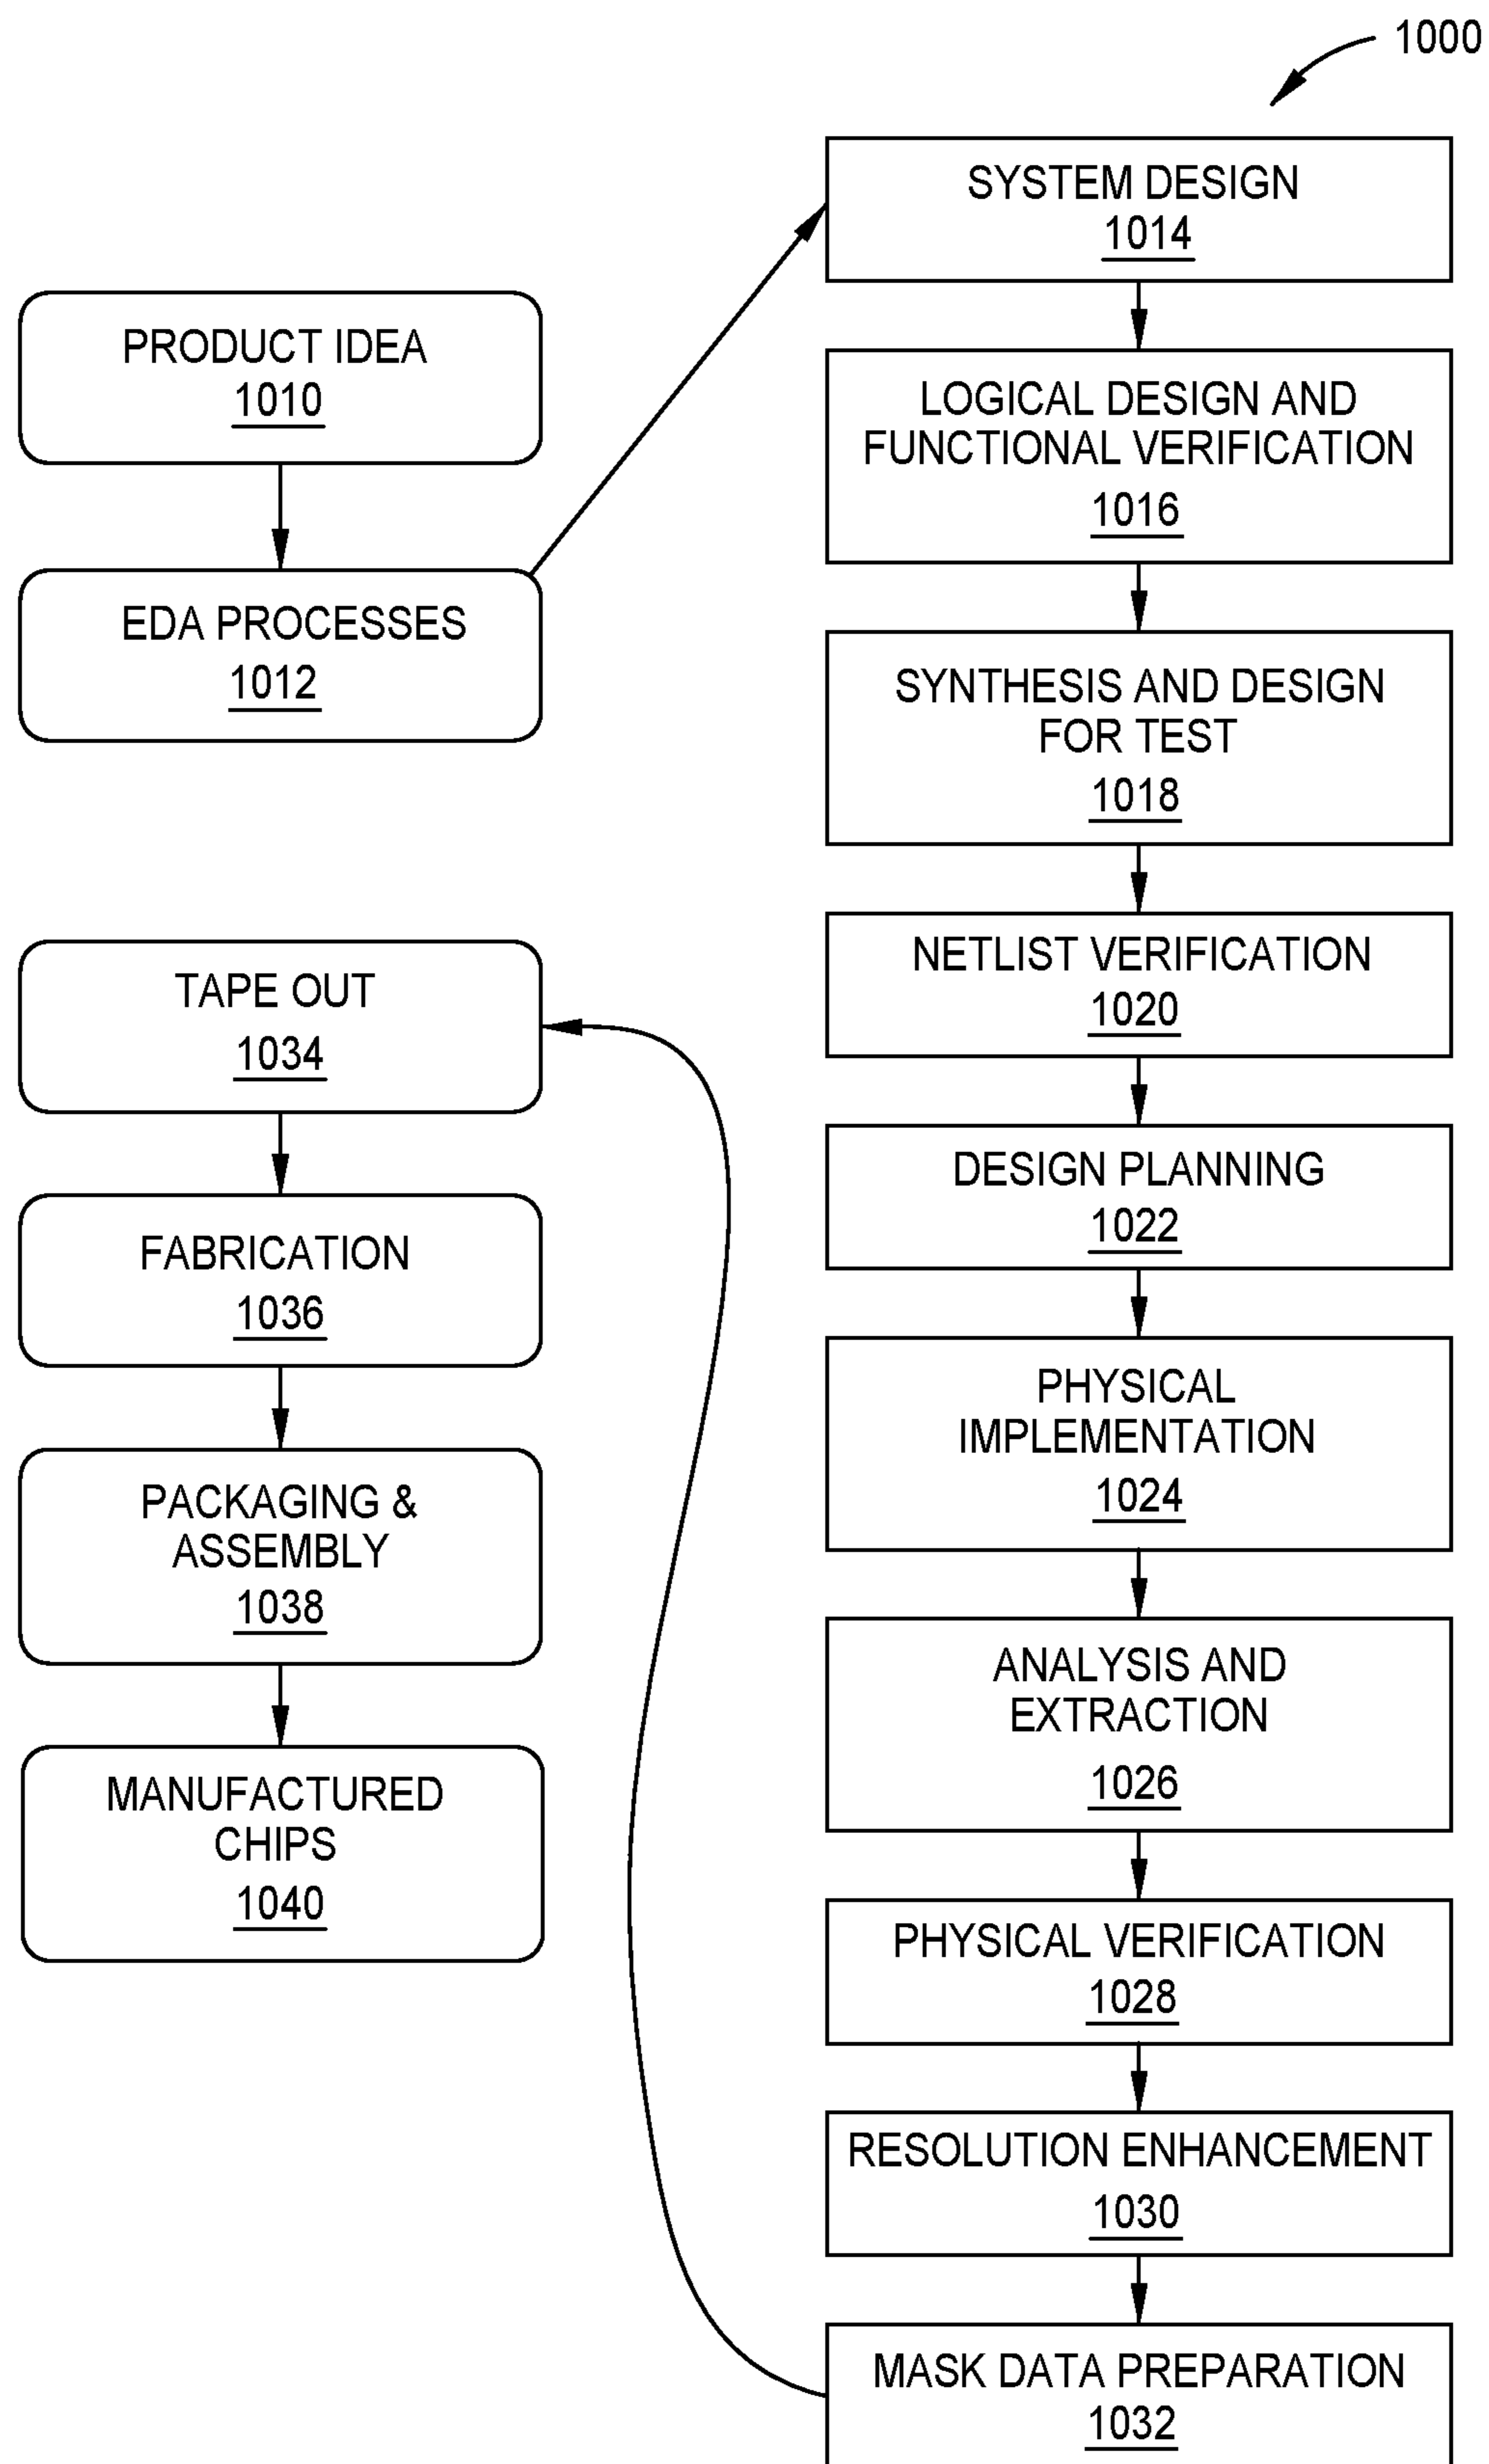 1000
PRODUCT IDEA
1010
EDA PROCESSES
1012
SYSTEM DESIGN
1014
LOGICAL DESIGN AND
FUNCTIONAL VERIFICATION
1016
SYNTHESIS AND DESIGN
FOR TEST
1018
NETLIST VERIFICATION
1020
DESIGN PLANNING
1022
PHYSICAL
IMPLEMENTATION
1024
ANALYSIS AND
EXTRACTION
1026
PHYSICAL VERIFICATION
1028
RESOLUTION ENHANCEMENT
1030
MASK DATA PREPARATION
1032
TAPE OUT
1034
FABRICATION
1036
PACKAGING &
ASSEMBLY
1038
MANUFACTURED
CHIPS
1040